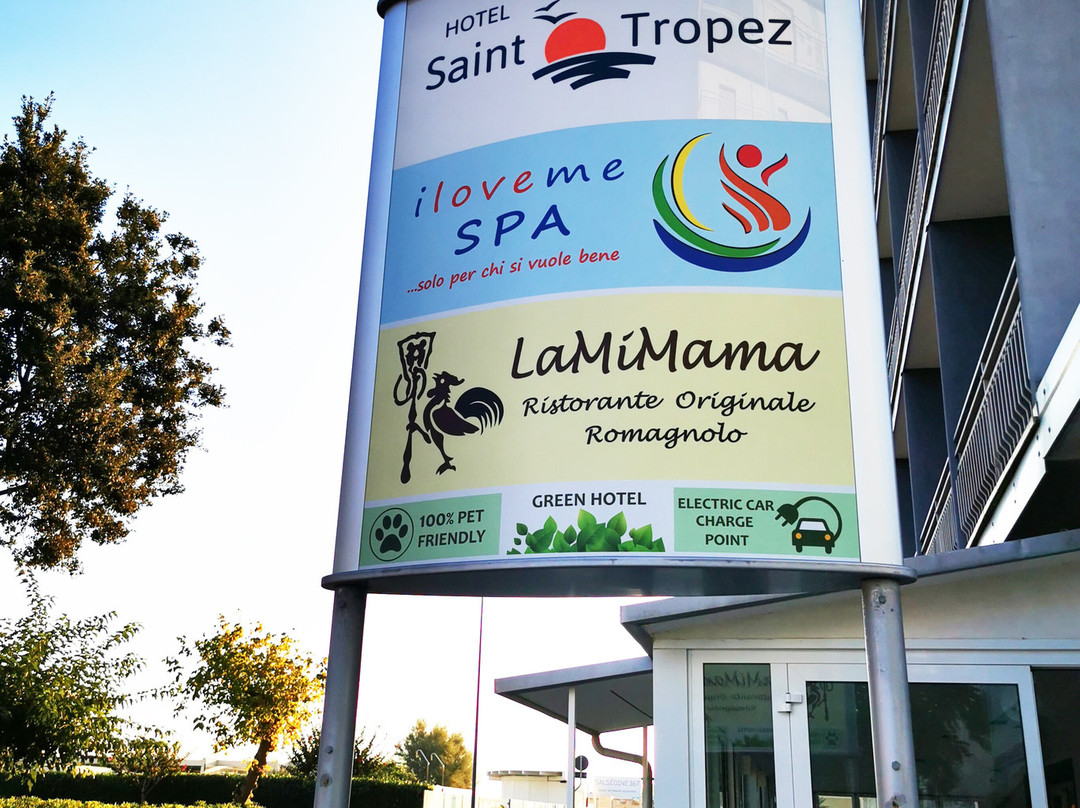 HOTEL
Saint Tropez
iloveme
SPA
...solo per chi si vuole bene
LaMiMama
Ristorante Originale
Romagnolo
100% PET
FRIENDLY
GREEN HOTEL
ELECTRIC CAR
CHARGE
POINT